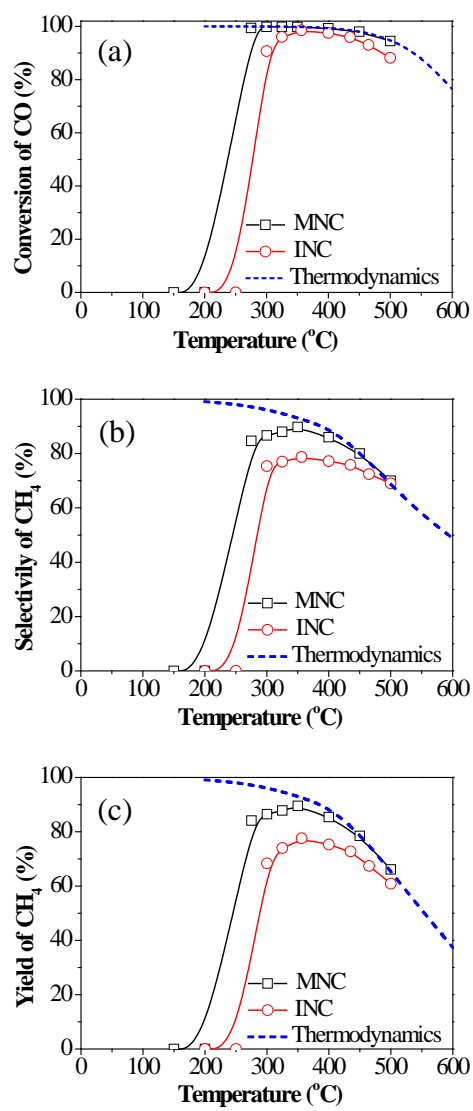 (a)
100
80
60
40
20
0
Conversion of CO (%)
MNC
INC
Thermodynamics
0 100 200 300 400 500 600
Temperature (°C)
(b)
100
80
60
40
20
0
Selectivily of CH₄ (%)
MNC
INC
Thermodynamics
0 100 200 300 400 500 600
Temperature (°C)
(c)
100
80
60
40
20
0
Yield of CH₄ (%)
MNC
INC
Thermodynamics
0 100 200 300 400 500 600
Temperature (°C)